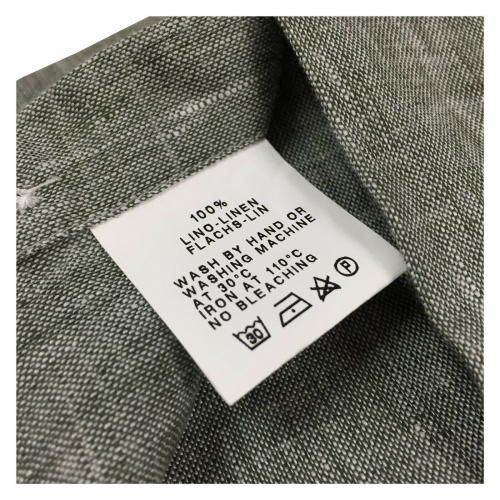 100%
LINO-LINEN
FLACHS-LIN
WASH BY HAND OR
WASHING MACHINE
AT 30°C
IRON AT 110°C
NO BLEACHING
30 P